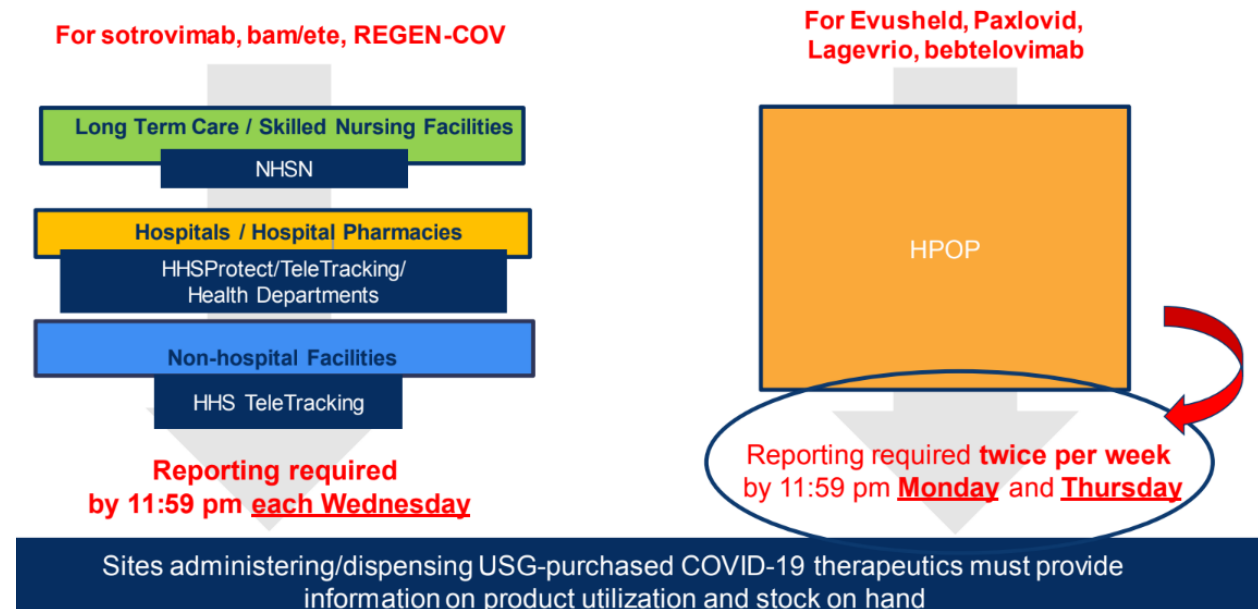 For sotrovimab, bam/ete, REGEN-COV
Long Term Care / Skilled Nursing Facilities
NHSN
Hospitals / Hospital Pharmacies
HHSProtect/TeleTracking/
Health Departments
Non-hospital Facilities
HHS TeleTracking
Reporting required
by 11:59 pm each Wednesday
For Evusheld, Paxlovid,
Lagevrio, bebtelovimab
HPOP
Reporting required twice per week
by 11:59 pm Monday and Thursday
Sites administering/dispensing USG-purchased COVID-19 therapeutics must provide
information on product utilization and stock on hand